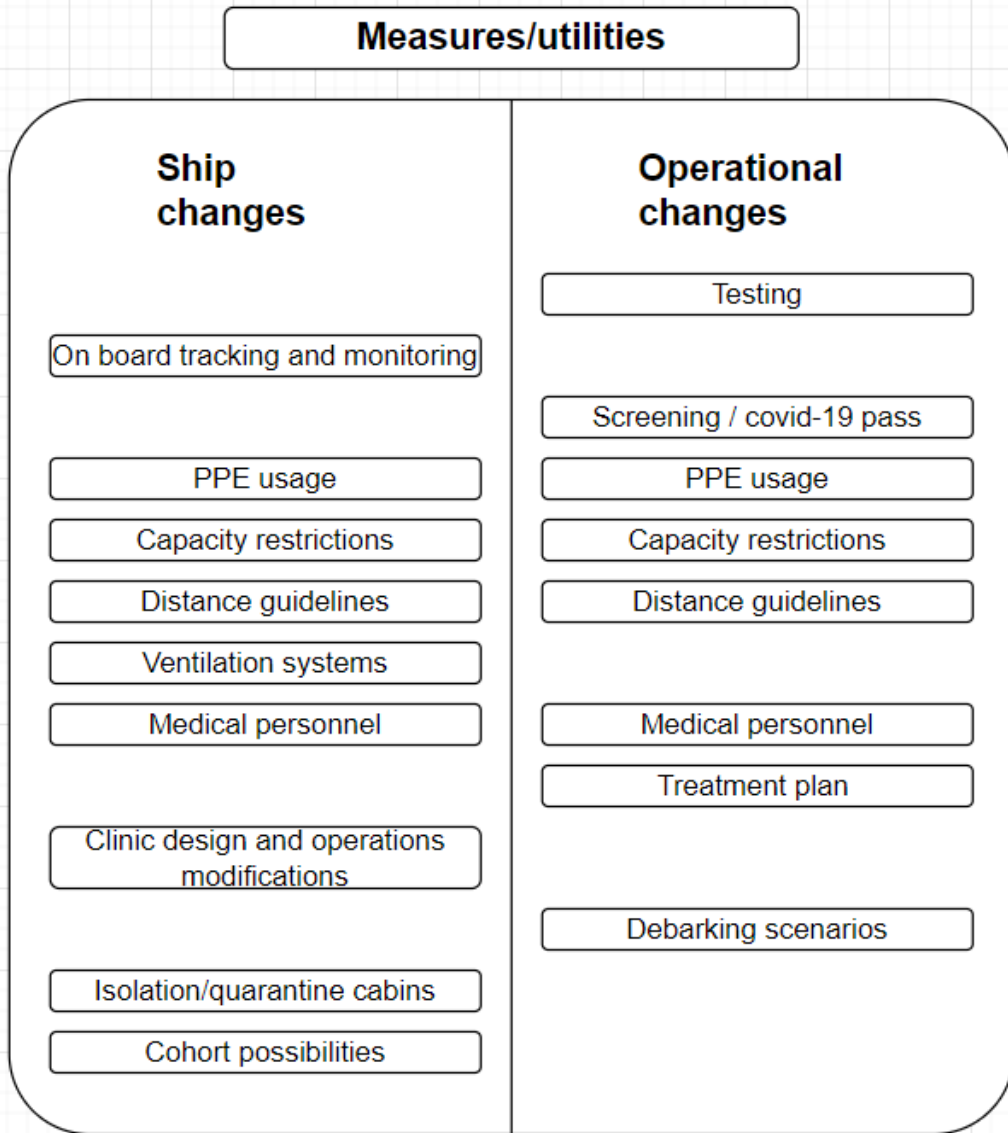 Measures/utilities
Ship
changes
On board tracking and monitoring
PPE usage
Capacity restrictions
Distance guidelines
Ventilation systems
Medical personnel
Clinic design and operations
modifications
Isolation/quarantine cabins
Cohort possibilities
Operational
changes
Testing
Screening / covid-19 pass
PPE usage
Capacity restrictions
Distance guidelines
Medical personnel
Treatment plan
Debarking scenarios